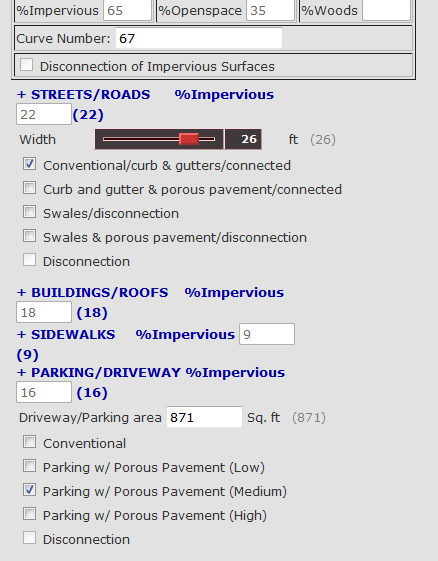 %Impervious 65 %Openspace 35 %Woods
Curve Number: 67
Disconnection of Impervious Surfaces
+ STREETS/ROADS %Impervious
22 (22)
Width 26 ft (26)
Conventional/curb & gutters/connected
Curb and gutter & porous pavement/connected
Swales/disconnection
Swales & porous pavement/disconnection
Disconnection
+ BUILDINGS/ROOFS %Impervious
18 (18)
+ SIDEWALKS %Impervious 9
(9)
+ PARKING/DRIVEWAY %Impervious
16 (16)
Driveway/Parking area 871 Sq. ft (871)
Conventional
Parking w/ Porous Pavement (Low)
Parking w/ Porous Pavement (Medium)
Parking w/ Porous Pavement (High)
Disconnection